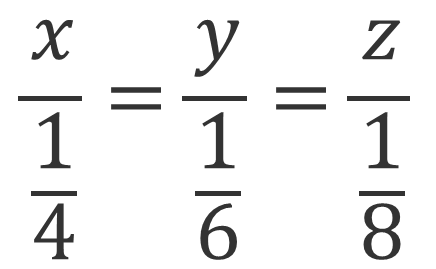 x/(1/4) = y/(1/6) = z/(1/8)